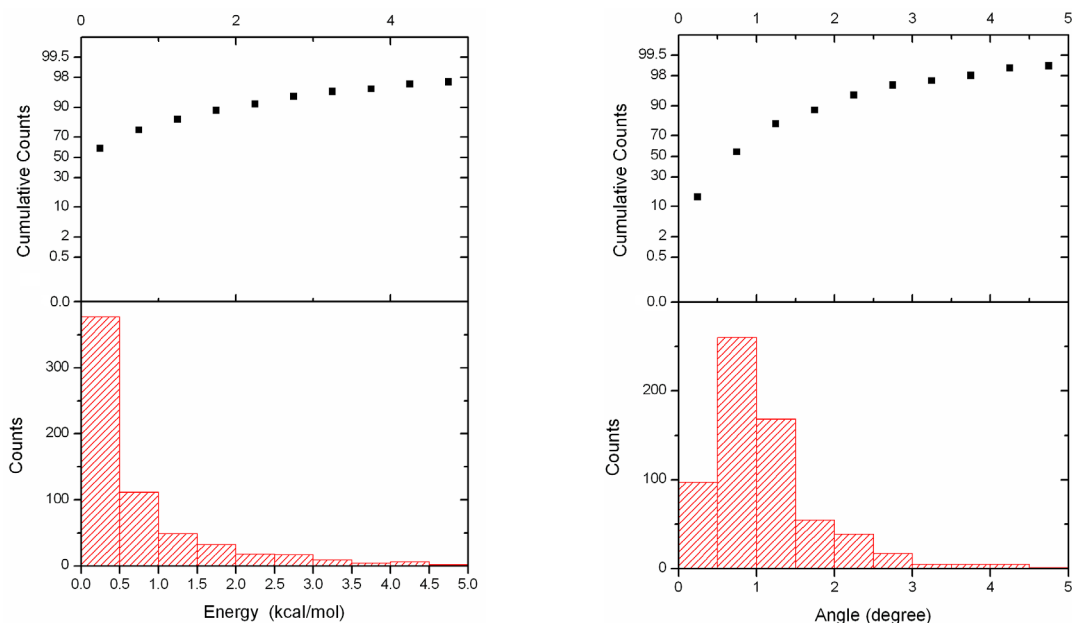 0 2 4
99.5
98
90
70
50
30
10
2
0.5
0.0
Cumulative Counts
300
200
100
0
Counts
0.0 0.5 1.0 1.5 2.0 2.5 3.0 3.5 4.0 4.5 5.0
Energy (kcal/mol)
0 1 2 3 4 5
99.5
98
90
70
50
30
10
2
0.5
0.0
Cumulative Counts
200
100
0
Counts
0 1 2 3 4 5
Angle (degree)